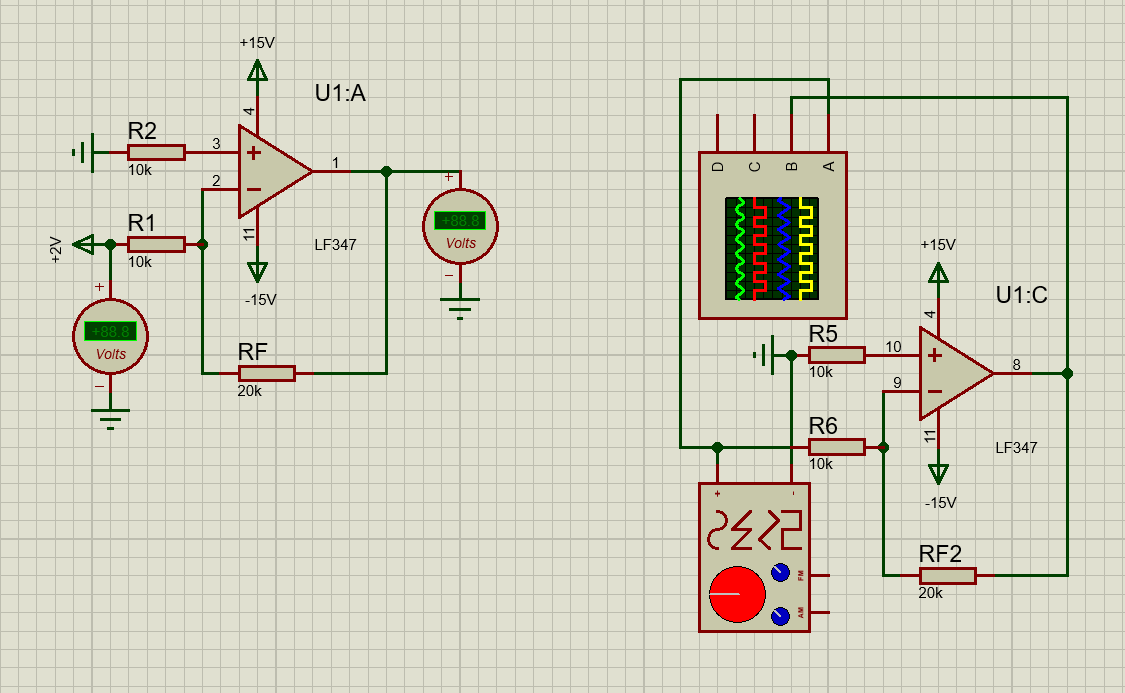 +15V
U1:A
4
R2
3
10k
2
1
R1
+2V
10k
11
LF347
-15V
+88.8
Volts
+88.8
Volts
RF
20k
D
C
B
A
+15V
U1:C
4
R5
10
10k
8
9
R6
10k
11
LF347
-15V
FM
AM
RF2
20k